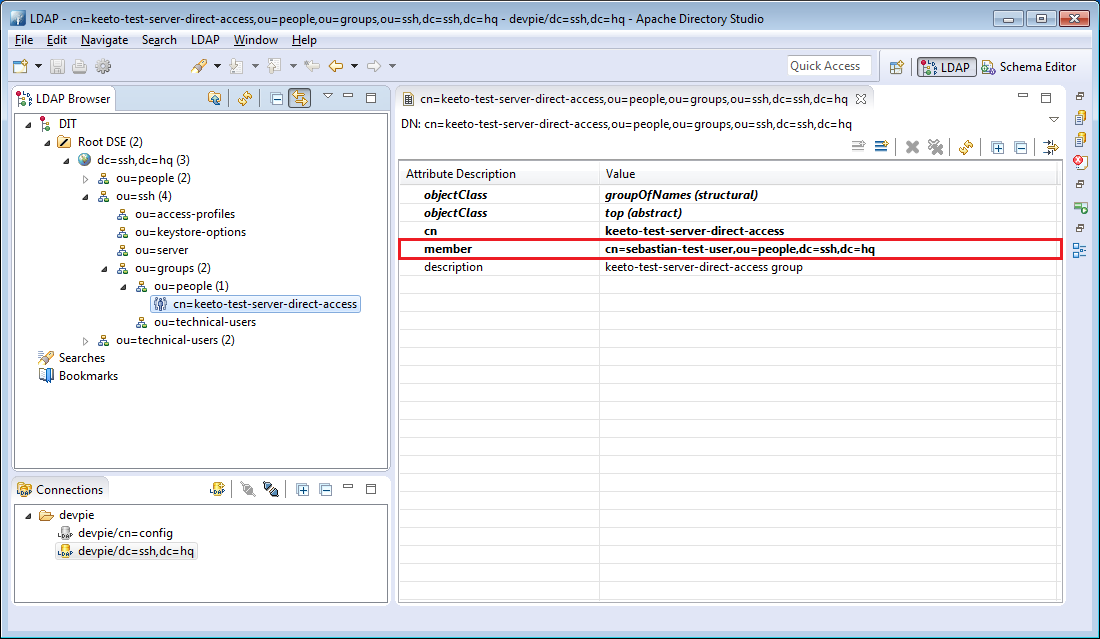 LDAP - cn=keeto-test-server-direct-access,ou=people,ou=groups,ou=ssh,dc=ssh,dc=hq - devpie/dc=ssh,dc=hq - Apache Directory Studio
File Edit Navigate Search LDAP Window Help
Quick Access LDAP Schema Editor
LDAP Browser
DIT
Root DSE (2)
dc=ssh,dc=hq (3)
ou=people (2)
ou=ssh (4)
ou=access-profiles
ou=keystore-options
ou=server
ou=groups (2)
ou=people (1)
cn=keeto-test-server-direct-access
ou=technical-users
ou=technical-users (2)
Searches
Bookmarks
Connections
devpie
devpie/cn=config
devpie/dc=ssh,dc=hq
cn=keeto-test-server-direct-access,ou=people,ou=groups,ou=ssh,dc=ssh,dc=hq
DN: cn=keeto-test-server-direct-access,ou=people,ou=groups,ou=ssh,dc=ssh,dc=hq
Attribute Description Value
objectClass groupOfNames (structural)
objectClass top (abstract)
cn keeto-test-server-direct-access
member cn=sebastian-test-user,ou=people,dc=ssh,dc=hq
description keeto-test-server-direct-access group